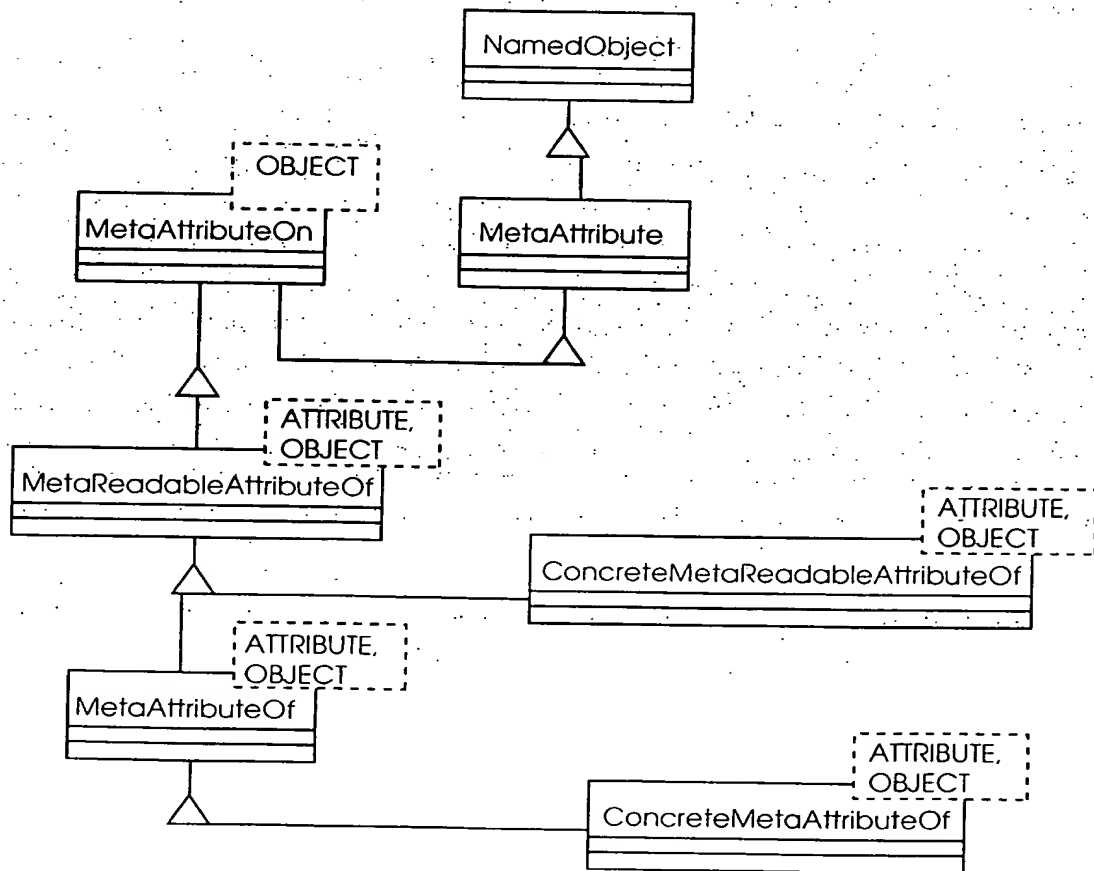 NamedObject
OBJECT
MetaAttributeOn
MetaAttribute
ATTRIBUTE,
OBJECT
MetaReadableAttributeOf
ATTRIBUTE,
OBJECT
ConcreteMetaReadableAttributeOf
ATTRIBUTE,
OBJECT
MetaAttributeOf
ATTRIBUTE,
OBJECT
ConcreteMetaAttributeOf